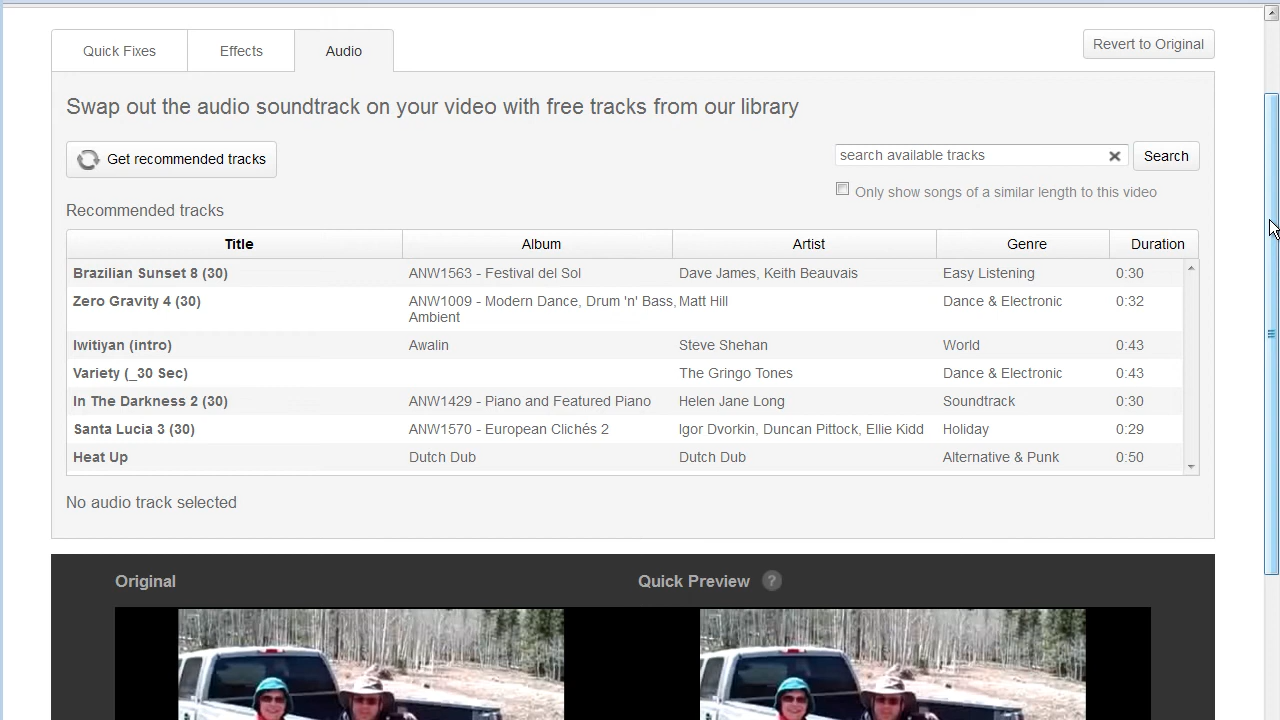 Quick Fixes Effects Audio Revert to Original
Swap out the audio soundtrack on your video with free tracks from our library
Get recommended tracks search available tracks Search
Only show songs of a similar length to this video
Recommended tracks
Title Album Artist Genre Duration
Brazilian Sunset 8 (30) ANW1563 - Festival del Sol Dave James, Keith Beauvais Easy Listening 0:30
Zero Gravity 4 (30) ANW1009 - Modern Dance, Drum 'n' Bass, Matt Hill Dance & Electronic 0:32
Ambient
Iwitiyan (intro) Awalin Steve Shehan World 0:43
Variety (_30 Sec) The Gringo Tones Dance & Electronic 0:43
In The Darkness 2 (30) ANW1429 - Piano and Featured Piano Helen Jane Long Soundtrack 0:30
Santa Lucia 3 (30) ANW1570 - European Clichés 2 Igor Dvorkin, Duncan Pittock, Ellie Kidd Holiday 0:29
Heat Up Dutch Dub Dutch Dub Alternative & Punk 0:50
No audio track selected
Original Quick Preview ?